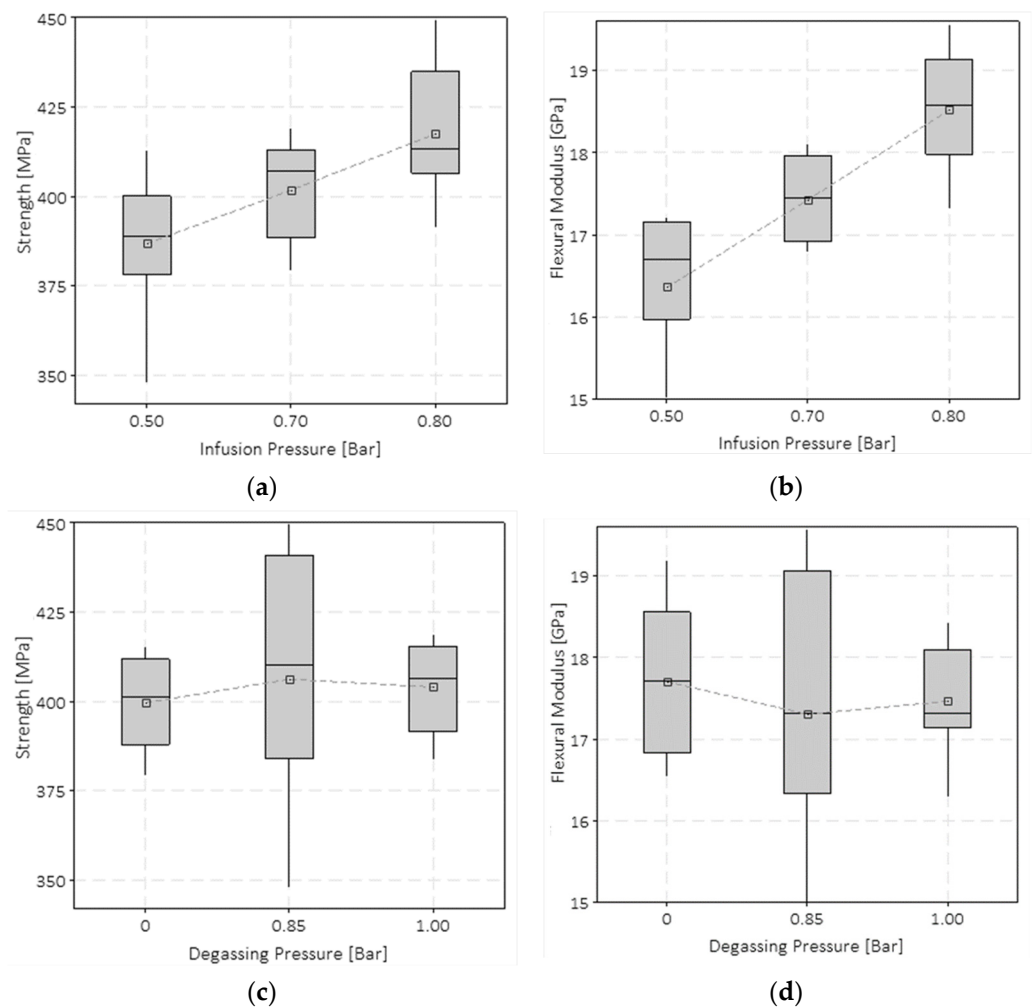 450
425
400
375
350
Strength [MPa]
0.50 0.70 0.80
Infusion Pressure [Bar]
(a)
19
18
17
16
15
Flexural Modulus [GPa]
0.50 0.70 0.80
Infusion Pressure [Bar]
(b)
450
425
400
375
350
Strength [MPa]
0 0.85 1.00
Degassing Pressure [Bar]
(c)
19
18
17
16
15
Flexural Modulus [GPa]
0 0.85 1.00
Degassing Pressure [Bar]
(d)